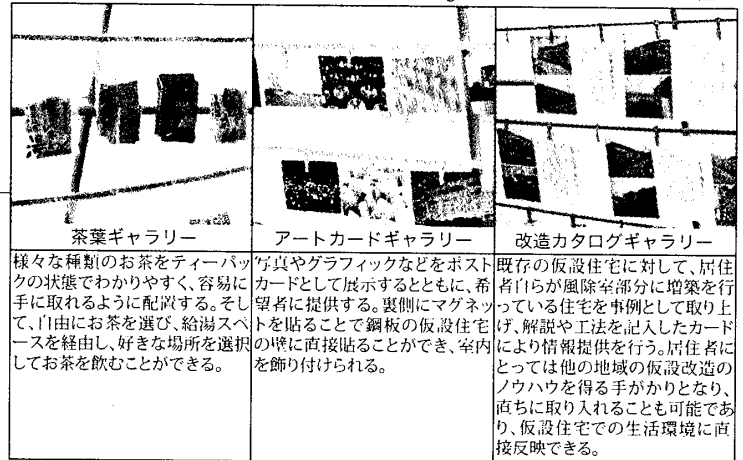 茶葉ギャラリー
様々な種類のお茶をティーパッ
クの状態でわかりやすく、容易に
手に取れるように配置する。そし
て、自由にお茶を選び、給湯スペ
ースを経由し、好きな場所を選択
してお茶を飲むことができる。
アートカードギャラリー
写真やグラフィックなどをポスト
カードとして展示するとともに、希
望者に提供する。裏側にマグネッ
トを貼ることで鋼板の仮設住宅
の壁に直接貼ることができ、室内
を飾り付けられる。
改造カタログギャラリー
既存の仮設住宅に対して、居住
者自らが風除室部分に増築を行
っている住宅を事例として取り上
げ、解説や工法を記入したカード
により情報提供を行う。居住者に
とっては他の地域の仮設改造の
ノウハウを得る手がかりとなり、
直ちに取り入れることも可能であ
り、仮設住宅での生活環境に直
接反映できる。